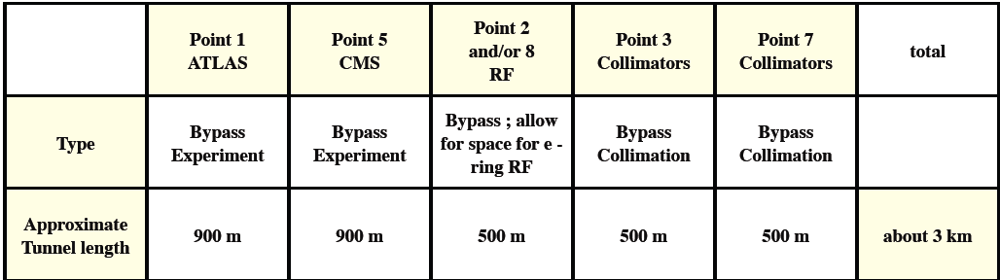 Point 1
ATLAS
Point 5
CMS
Point 2
and/or 8
RF
Point 3
Collimators
Point 7
Collimators
total
Type
Bypass
Experiment
Bypass
Experiment
Bypass ; allow
for space for e -
ring RF
Bypass
Collimation
Bypass
Collimation
Approximate
Tunnel length
900 m
900 m
500 m
500 m
500 m
about 3 km